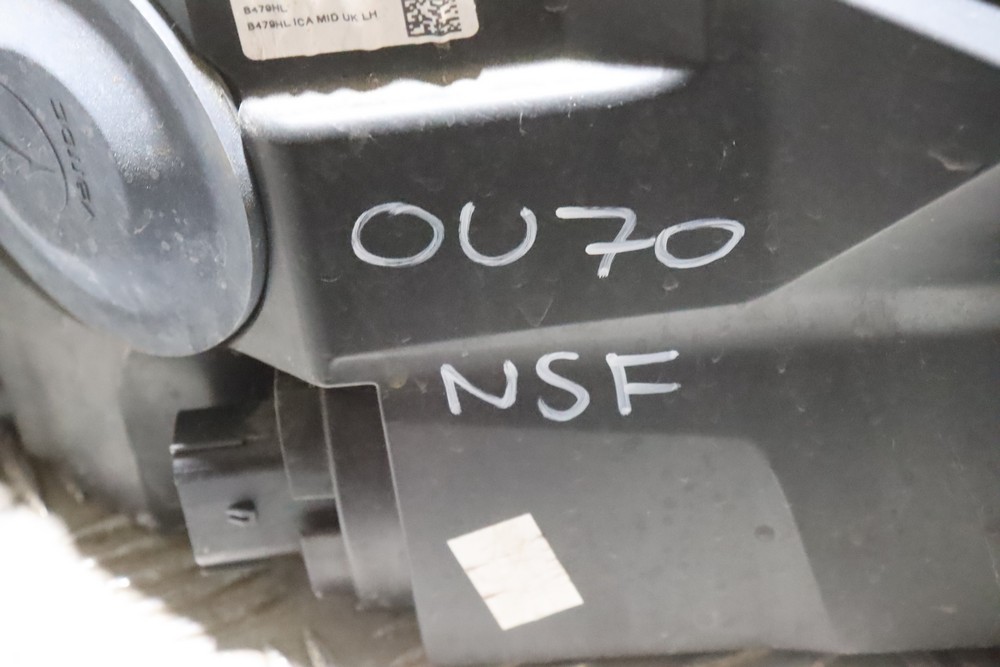 B479HL
B479HL ICA MID UK LH
OU70
NSF